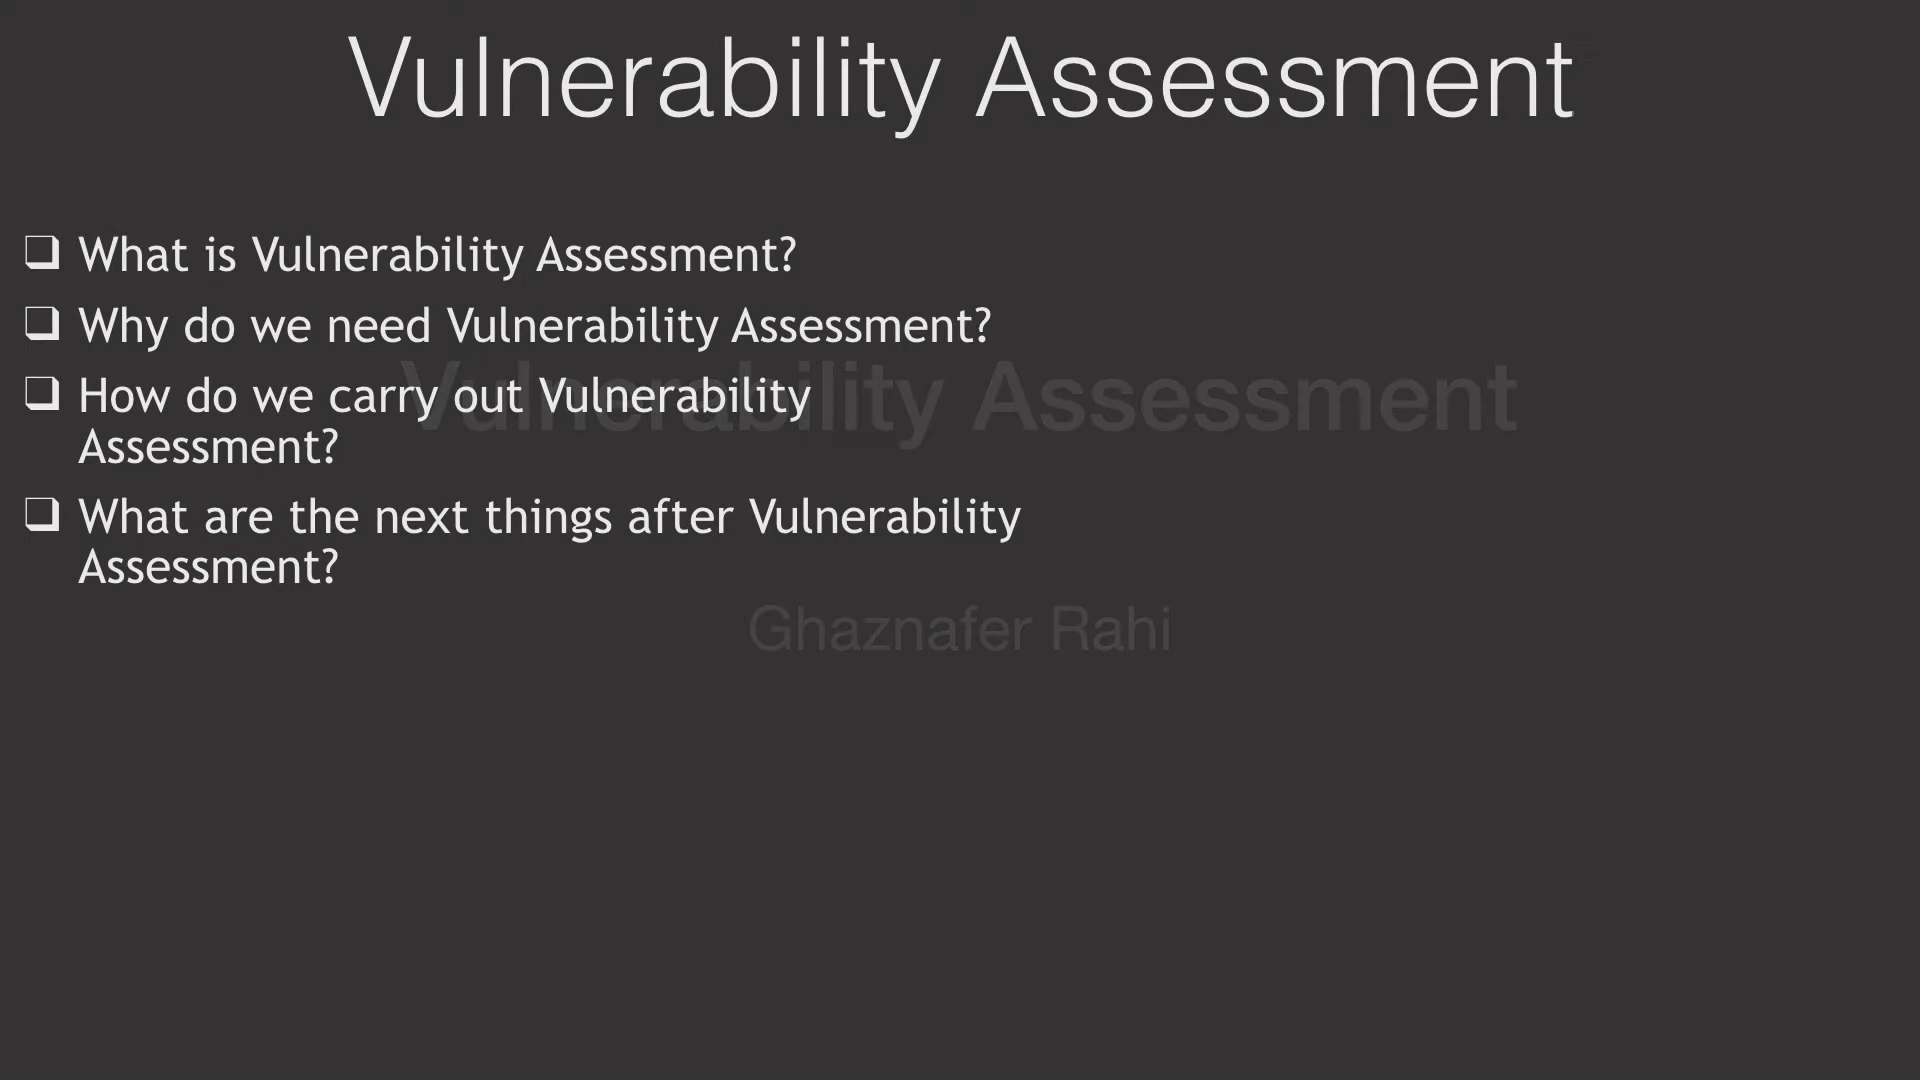 Vulnerability Assessment
❑ What is Vulnerability Assessment?
❑ Why do we need Vulnerability Assessment?
❑ How do we carry out Vulnerability
Assessment?
❑ What are the next things after Vulnerability
Assessment?
Vulnerability Assessment
Ghaznafer Rahi